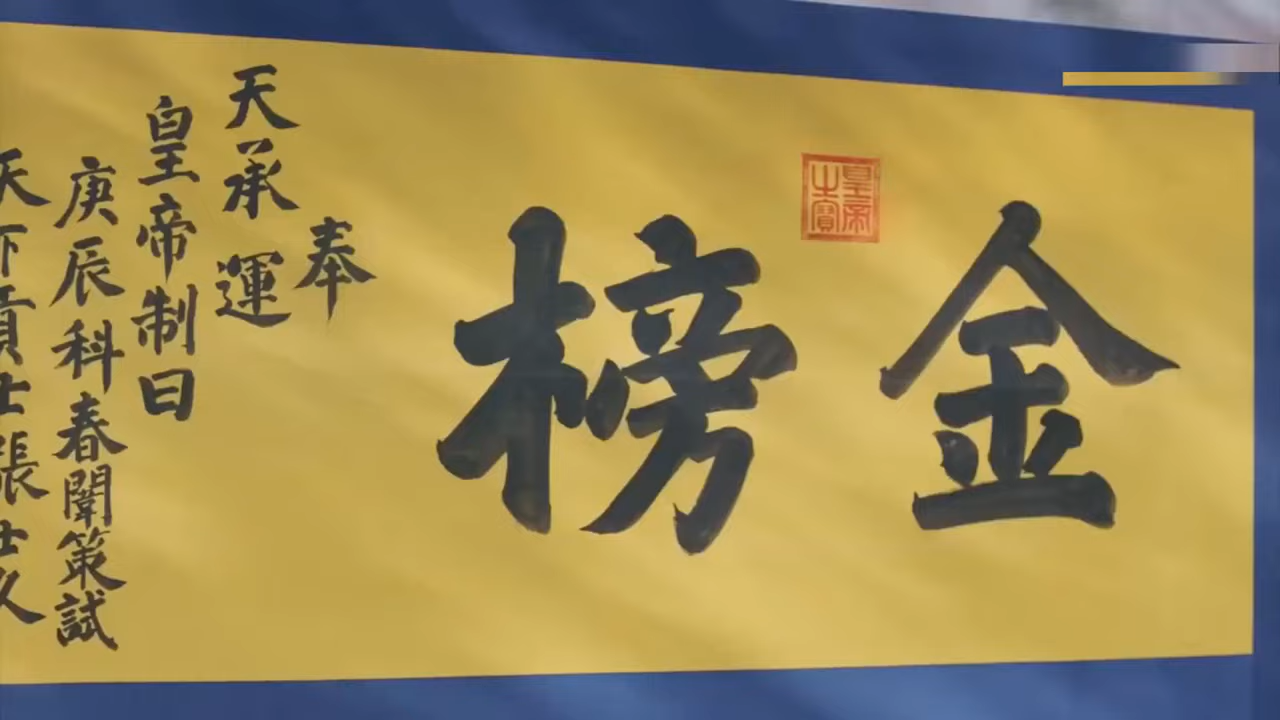 金榜
皇帝之寶
奉
天承運
皇帝制曰
庚辰科春闈策試
天下貢士張士